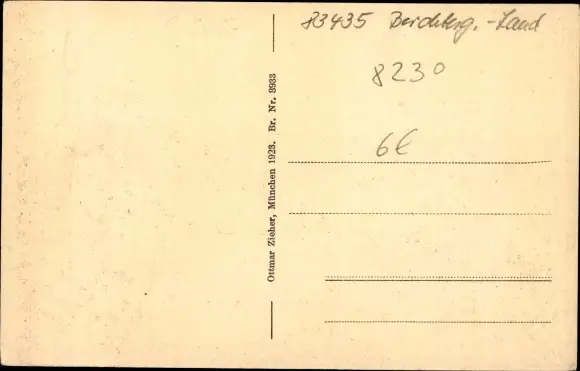 83435 Berchtesg. - Land
8230
6€
Ottmar Zieher, München 1923. Br. Nr. 3933